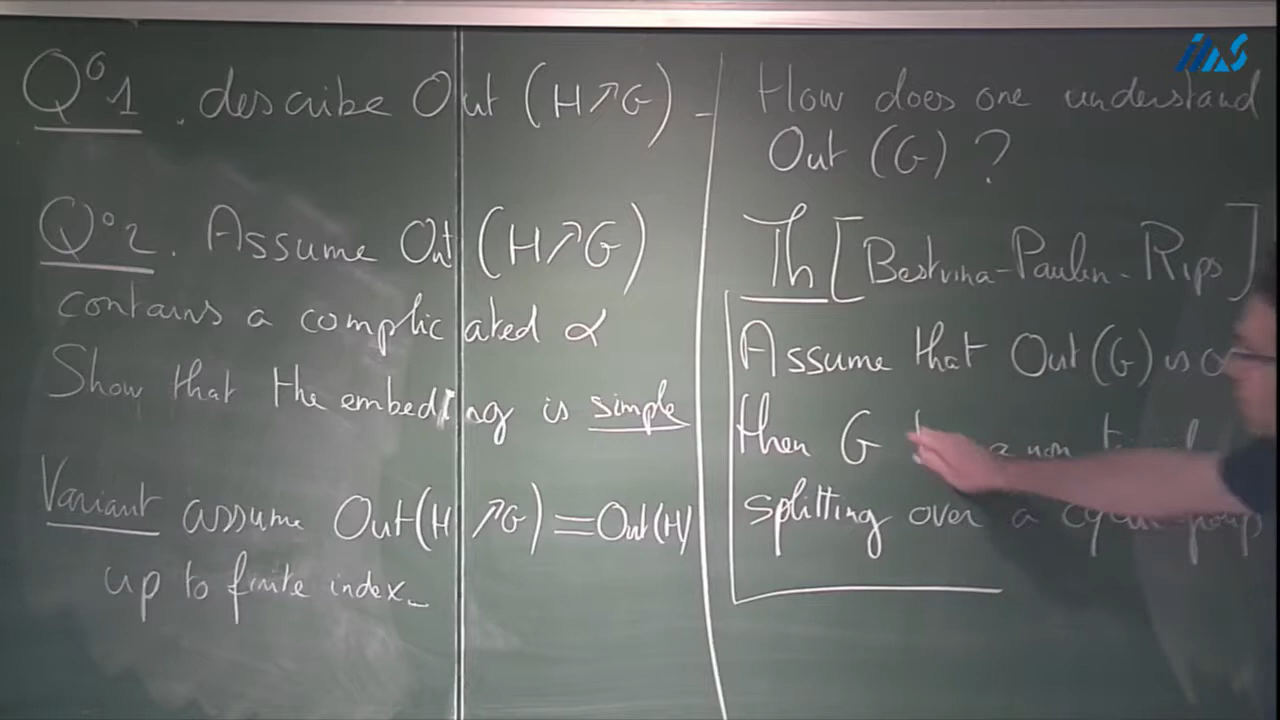 Q° 1. describe Out (H↗G) -
Q° 2. Assume Out (H↗G)
contains a complicated α
Show that the embedding is simple
Variant assume Out(H↗G) = Out(H)
up to finite index.
How does one understand
Out (G) ?
Th [Bestvina-Paulin-Rips]
Assume that Out(G) is
then G a non
splitting over a
IHES